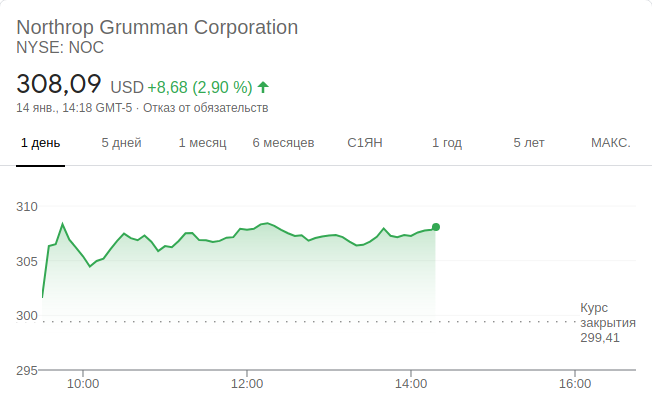 Northrop Grumman Corporation
NYSE: NOC
308,09 USD +8,68 (2,90 %)
14 янв., 14:18 GMT-5 · Отказ от обязательств
1 день 5 дней 1 месяц 6 месяцев С1ЯН 1 год 5 лет МАКС.
310
305
300
295
Курс
закрытия
299,41
10:00 12:00 14:00 16:00